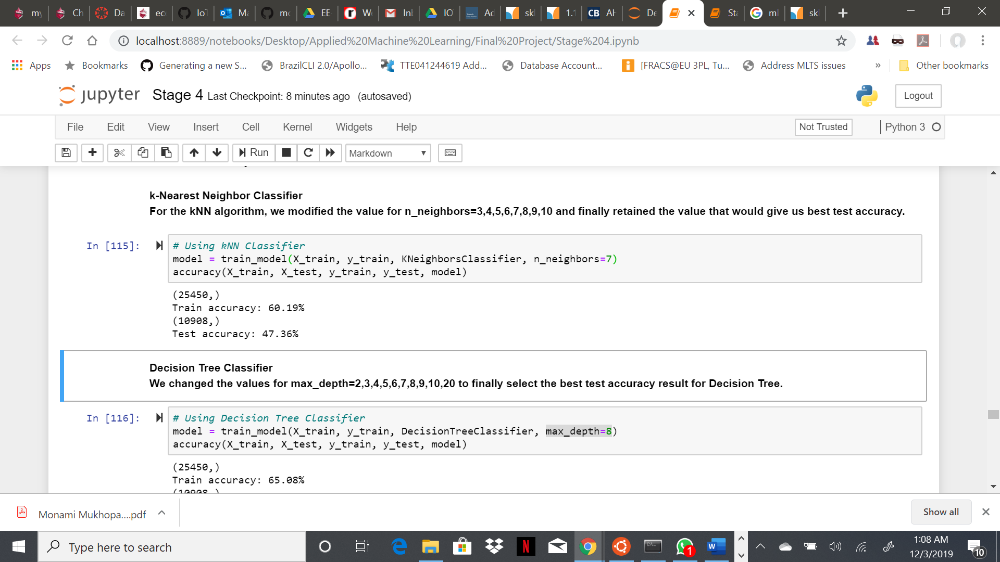 my
Ch
Da
ec
IoT
Ma
mc
EE
W
Inl
IO
Ac
sk
1.1
CB
Al
De
Sta
ml
sk
localhost:8889/notebooks/Desktop/Applied%20Machine%20Learning/Final%20Project/Stage%204.ipynb
Apps
Bookmarks
Generating a new S...
BrazilCLI 2.0/Apollo...
TTE041244619 Add...
Database Account...
[FRACS@EU 3PL, Tu...
Address MLTS issues
»
Other bookmarks
jupyter Stage 4 Last Checkpoint: 8 minutes ago (autosaved)
Logout
File Edit View Insert Cell Kernel Widgets Help
Not Trusted
Python 3
Run
Markdown
k-Nearest Neighbor Classifier
For the kNN algorithm, we modified the value for n_neighbors=3,4,5,6,7,8,9,10 and finally retained the value that would give us best test accuracy.
In [115]:
# Using kNN Classifier
model = train_model(X_train, y_train, KNeighborsClassifier, n_neighbors=7)
accuracy(X_train, X_test, y_train, y_test, model)
(25450,)
Train accuracy: 60.19%
(10908,)
Test accuracy: 47.36%
Decision Tree Classifier
We changed the values for max_depth=2,3,4,5,6,7,8,9,10,20 to finally select the best test accuracy result for Decision Tree.
In [116]:
# Using Decision Tree Classifier
model = train_model(X_train, y_train, DecisionTreeClassifier, max_depth=8)
accuracy(X_train, X_test, y_train, y_test, model)
(25450,)
Train accuracy: 65.08%
(10908,)
Monami Mukhopa....pdf
Show all
Type here to search
1
1:08 AM
12/3/2019
10